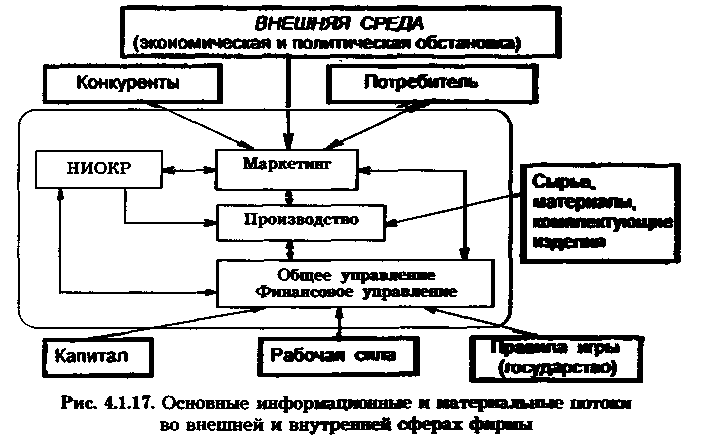 ВНЕШНЯЯ СРЕДА
(экономическая и политическая обстановка)
Конкуренты
Потребитель
НИОКР
Маркетинг
Сырье,
материалы,
комплектующие
изделия
Производство
Общее управление
Финансовое управление
Капитал
Рабочая сила
Правила игры
(государство)
Рис. 4.1.17. Основные информационные и материальные потоки
во внешней и внутренней сферах фирмы